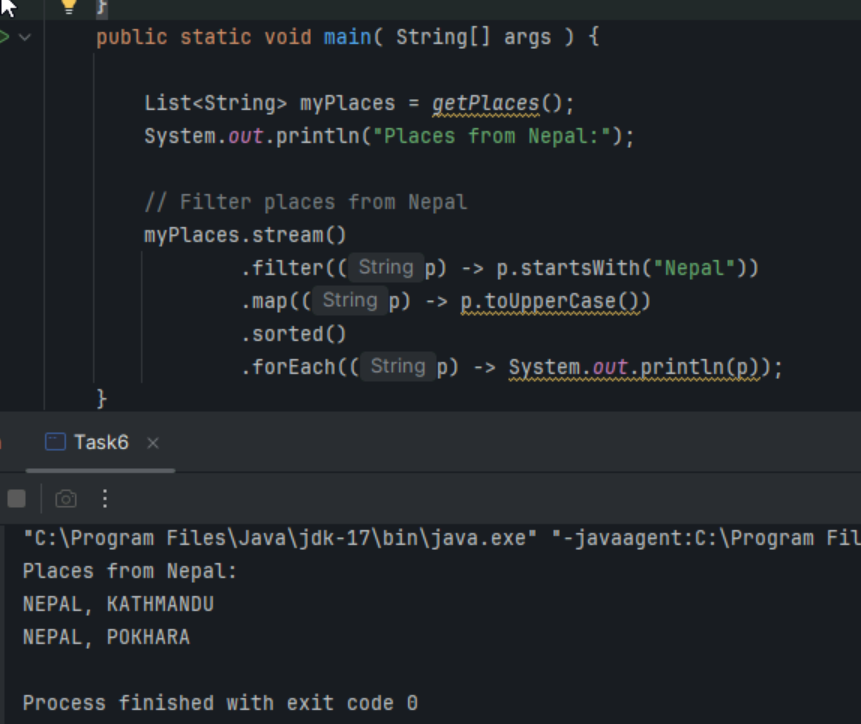 }
public static void main( String[] args ) {
List<String> myPlaces = getPlaces();
System.out.println("Places from Nepal:");
// Filter places from Nepal
myPlaces.stream()
.filter(( String p) -> p.startsWith("Nepal"))
.map(( String p) -> p.toUpperCase())
.sorted()
.forEach(( String p) -> System.out.println(p));
}
Task6
"C:\Program Files\Java\jdk-17\bin\java.exe" "-javaagent:C:\Program Fil
Places from Nepal:
NEPAL, KATHMANDU
NEPAL, POKHARA
Process finished with exit code 0